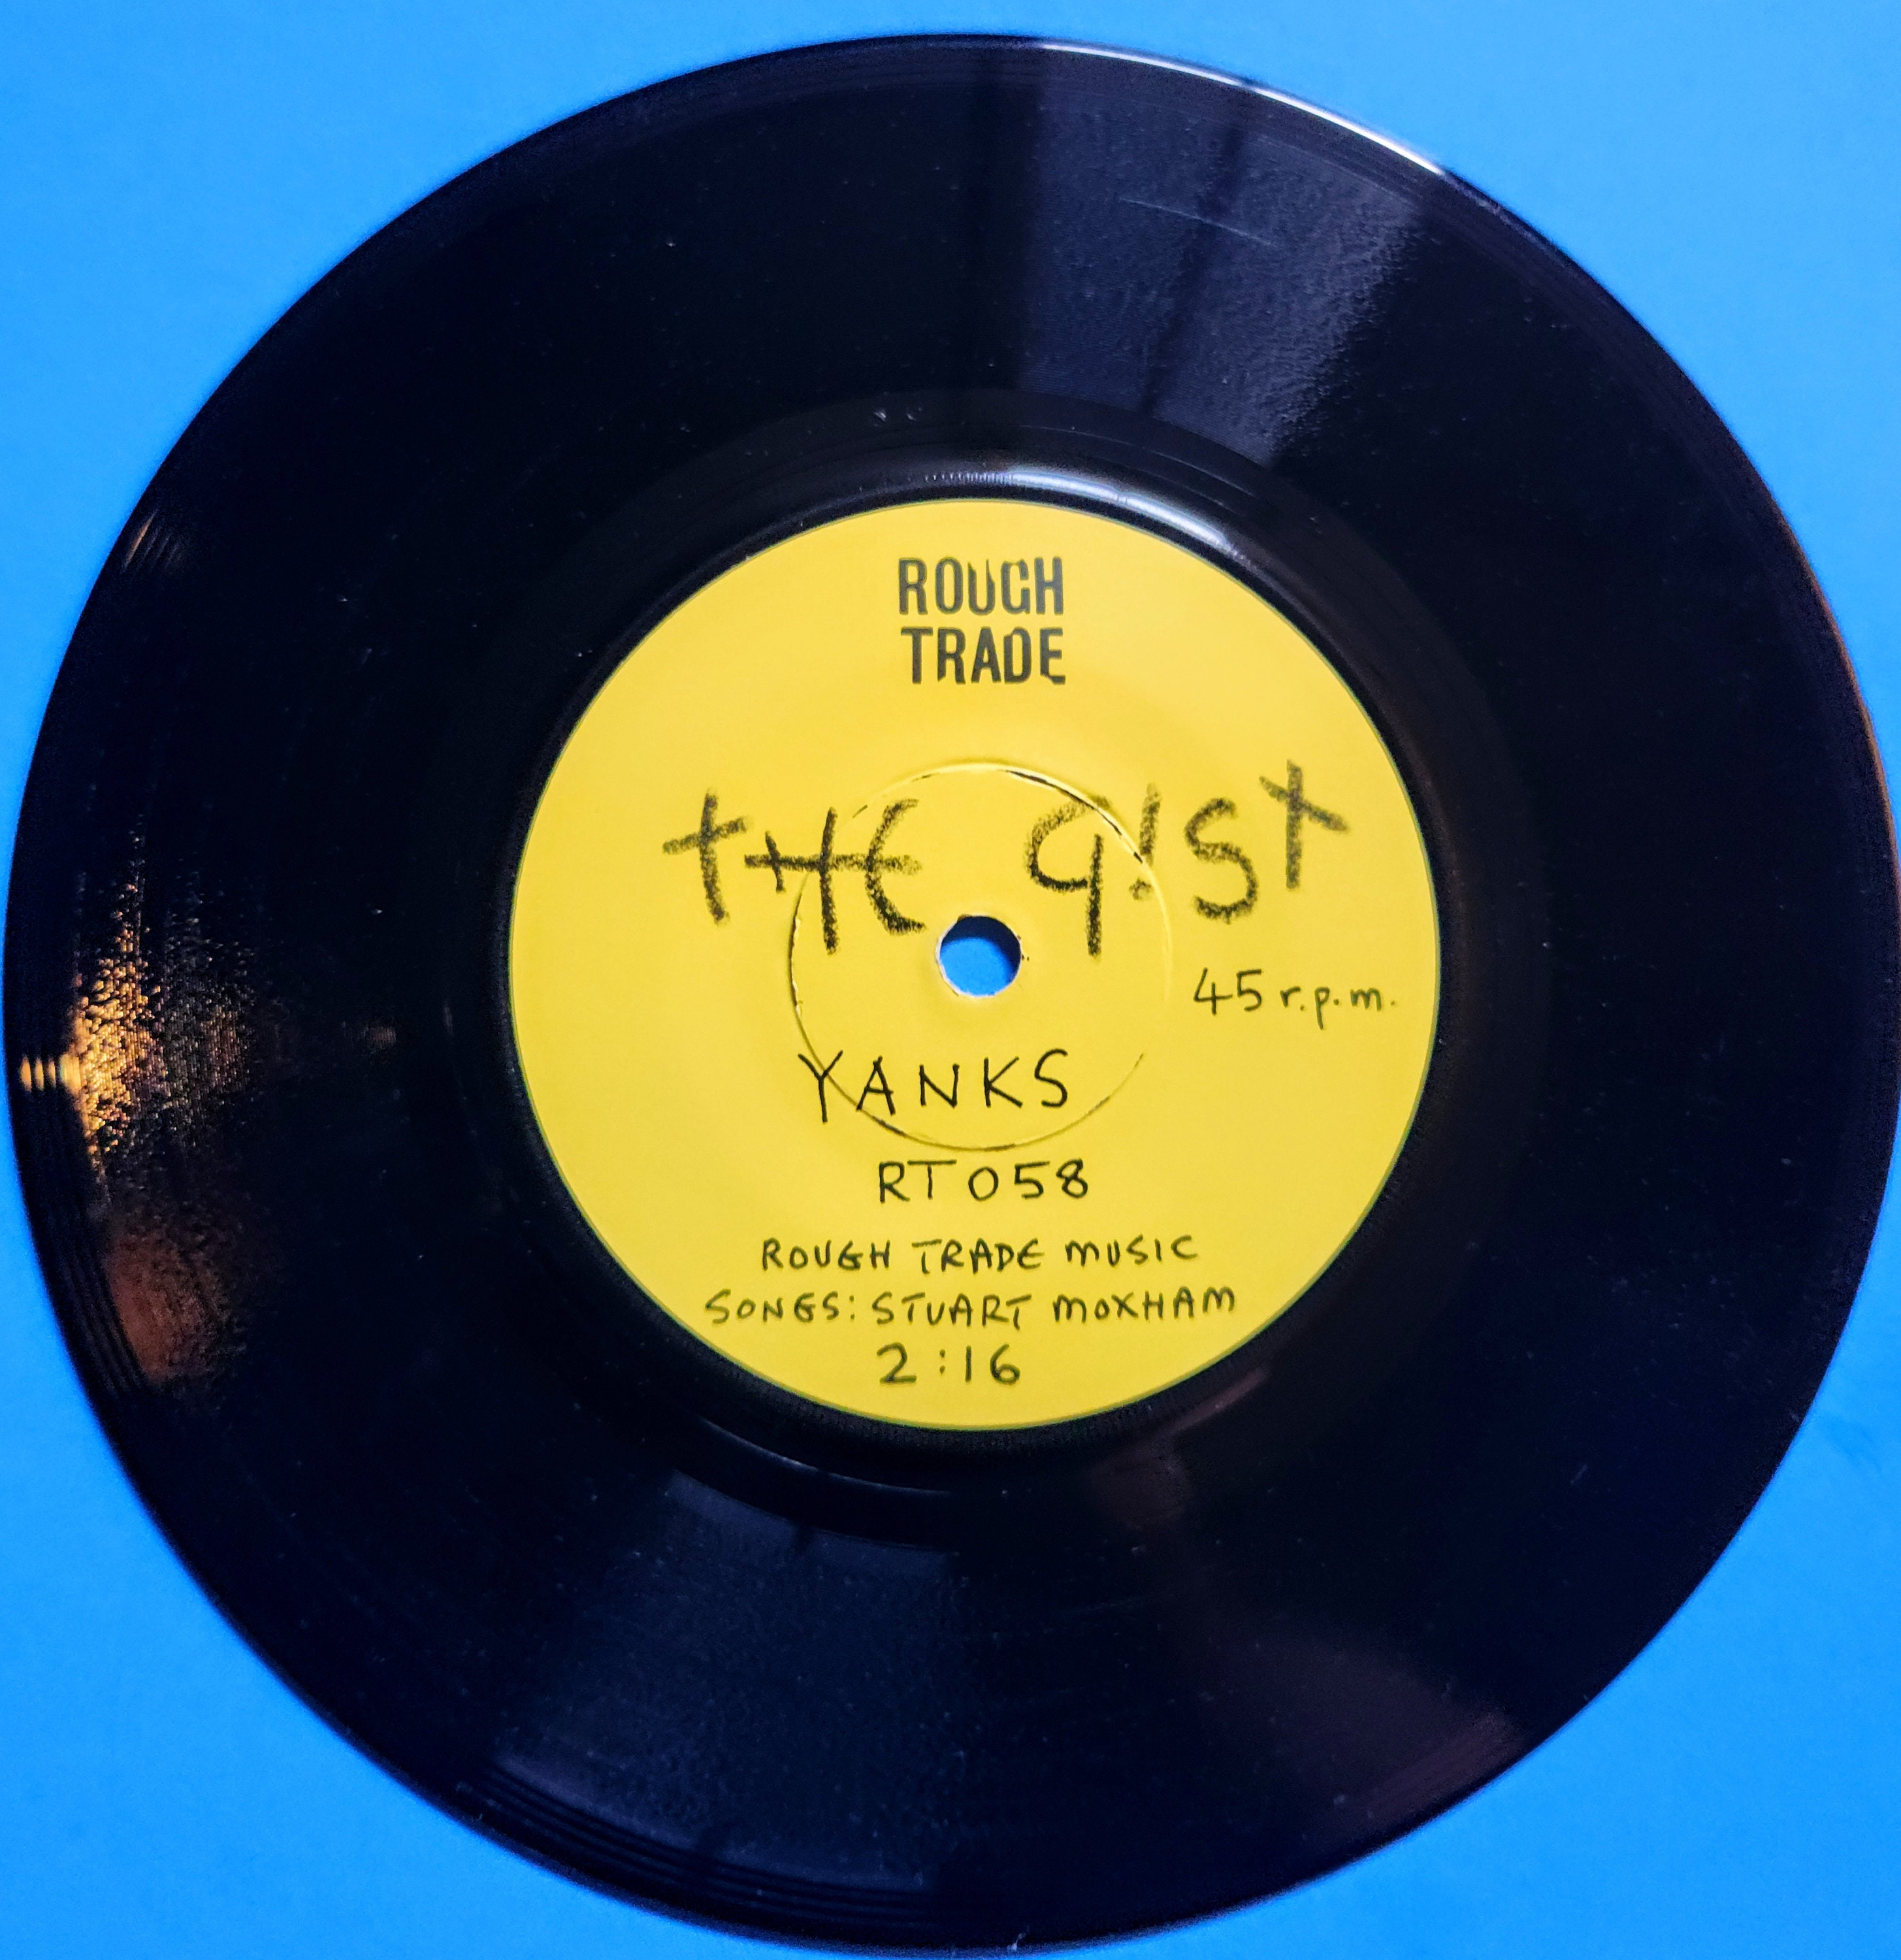 ROUGH
TRADE
tHE gist
45 r.p.m.
YANKS
RT 058
ROUGH TRADE MUSIC
SONGS: STUART MOXHAM
2:16